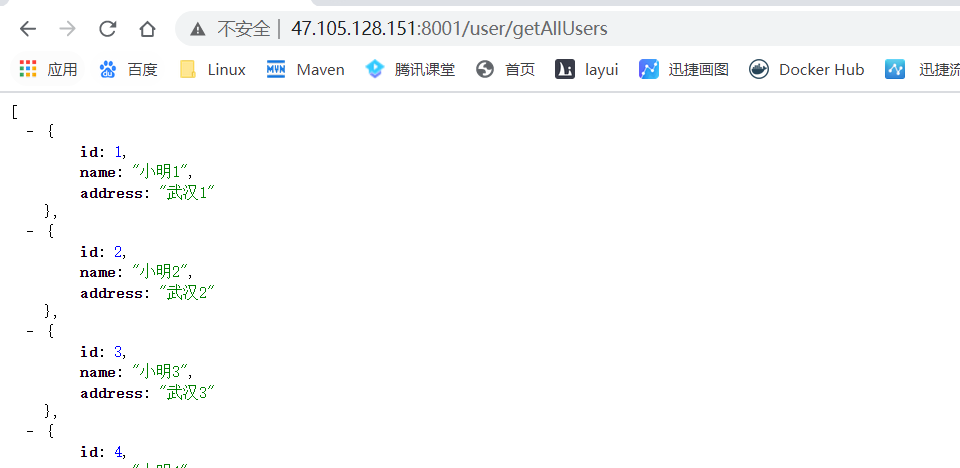 不安全 | 47.105.128.151:8001/user/getAllUsers
应用 百度 Linux Maven 腾讯课堂 首页 layui 迅捷画图 Docker Hub 迅捷流
[
- {
id: 1,
name: "小明1",
address: "武汉1"
},
- {
id: 2,
name: "小明2",
address: "武汉2"
},
- {
id: 3,
name: "小明3",
address: "武汉3"
},
- {
id: 4,